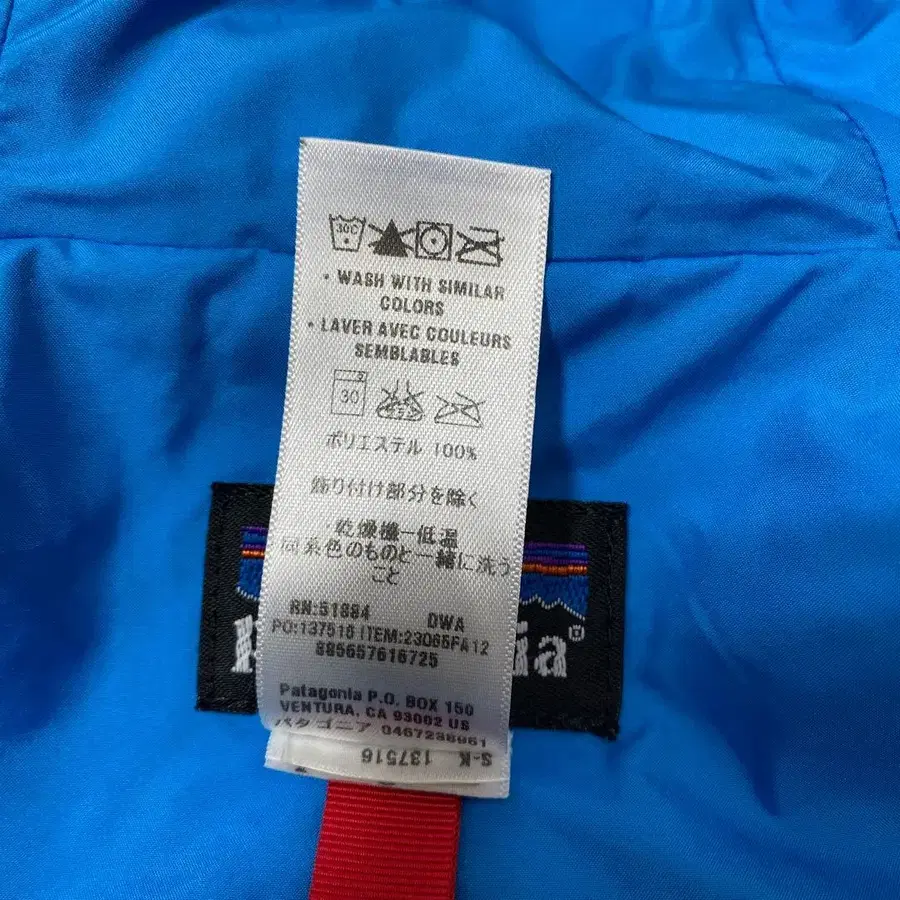 30C
• WASH WITH SIMILAR
COLORS
• LAVER AVEC COULEURS
SEMBLABLES
30
ポリエステル 100%
飾り付け部分を除く
·乾燥機ー低温
同系色のものと一緒に洗う
こと
RN:51884 DWA
PO:137516 ITEM:23065FA12
885657616725
Patagonia P.O. BOX 150
VENTURA, CA 93002 US
パタゴニア 0467238961
S-K 137516
ia®